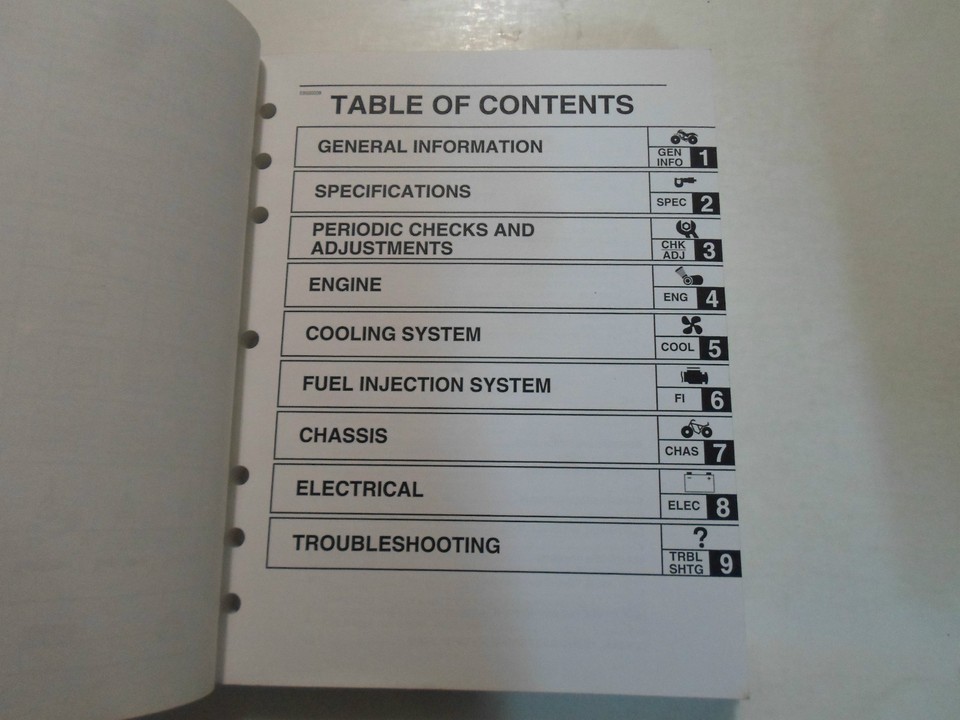 TABLE OF CONTENTS
GENERAL INFORMATION
GEN
INFO
1
SPECIFICATIONS
SPEC
2
PERIODIC CHECKS AND
ADJUSTMENTS
CHK
ADJ
3
ENGINE
ENG
4
COOLING SYSTEM
COOL
5
FUEL INJECTION SYSTEM
FI
6
CHASSIS
CHAS
7
ELECTRICAL
ELEC
8
TROUBLESHOOTING
?
TRBL
SHTG
9